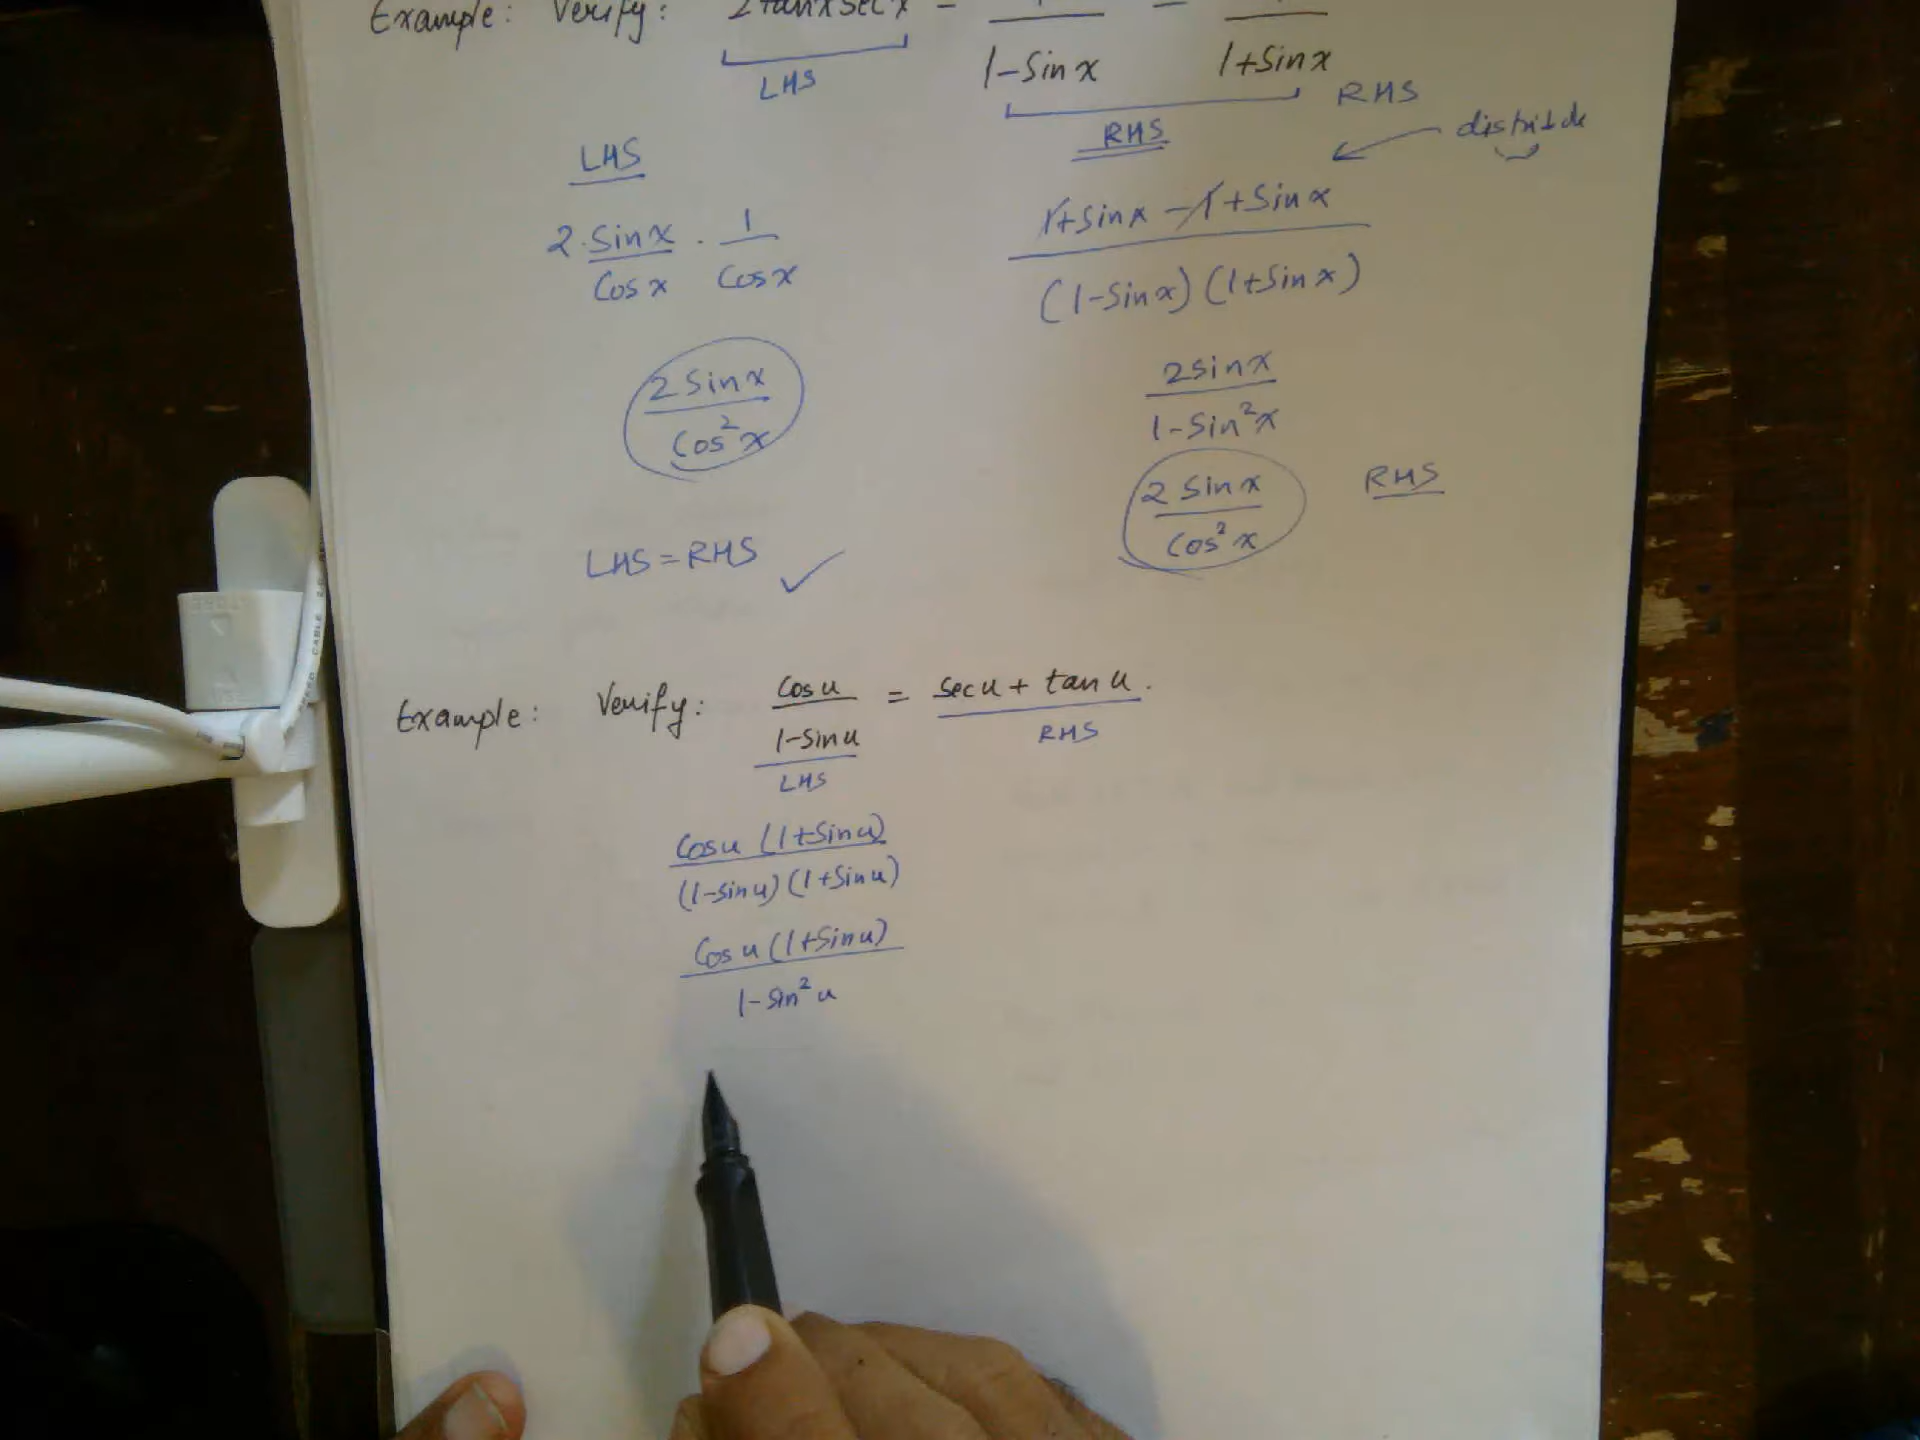 Example: Verify: 2 tan x sec x = 1/(1-Sin x) - 1/(1+Sin x)
LHS
RHS
RHS
distribute
LHS
RHS
2 · Sin x/Cos x · 1/Cos x
(1+Sin x - 1+Sin x)/((1-Sin x)(1+Sin x))
2 Sin x/Cos² x
2 Sin x/(1-Sin² x)
2 Sin x/Cos² x
RHS
LHS = RHS ✓
Example: Verify: Cos u/(1-Sin u) = Sec u + tan u.
LHS
RHS
Cos u (1+Sin u)/((1-Sin u)(1+Sin u))
Cos u (1+Sin u)/(1-Sin² u)